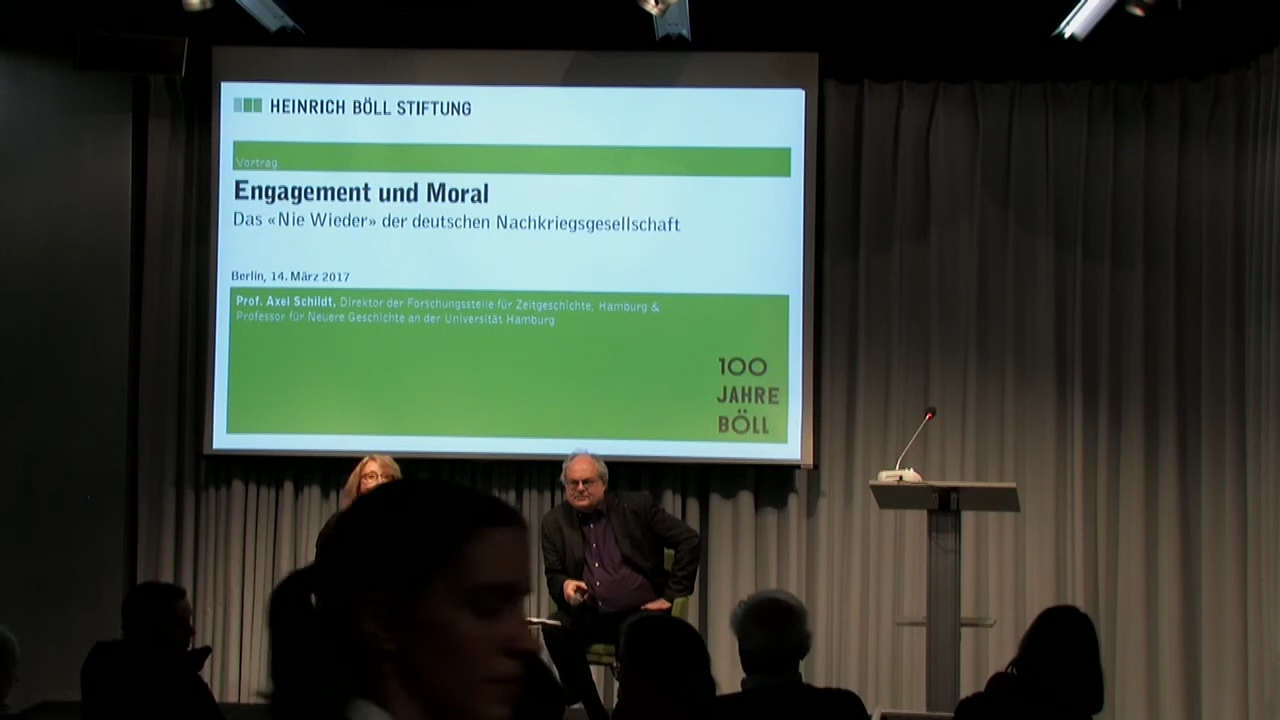 HEINRICH BÖLL STIFTUNG
Vortrag
Engagement und Moral
Das «Nie Wieder» der deutschen Nachkriegsgesellschaft
Berlin, 14. März 2017
Prof. Axel Schildt, Direktor der Forschungsstelle für Zeitgeschichte, Hamburg &
Professor für Neuere Geschichte an der Universität Hamburg
100
JAHRE
BÖLL